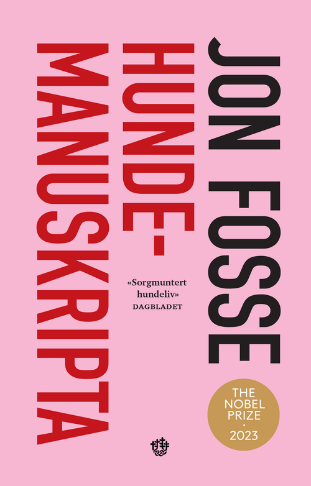 JON FOSSE
HUNDE-
MANUSKRIPTA
«Sorgmuntert
hundeliv»
DAGBLADET
THE
NOBEL
PRIZE
·
2023